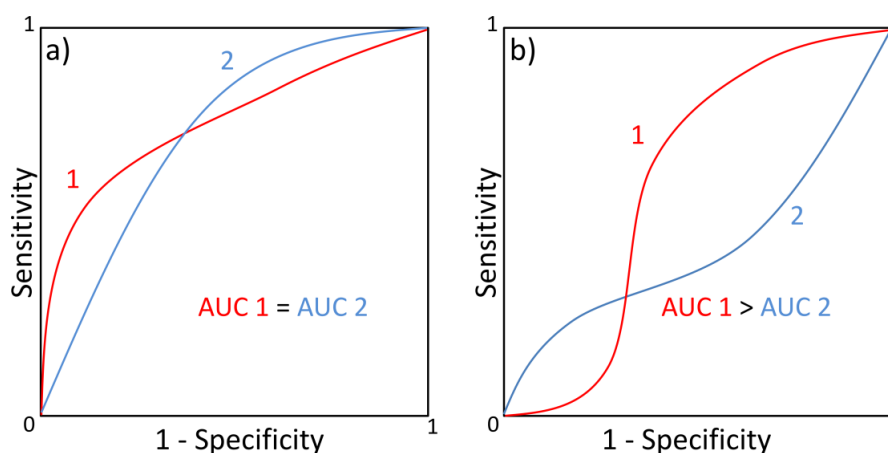 1
a)
2
1
Sensitivity
AUC 1 = AUC 2
0
1 - Specificity
1
1
b)
1
2
Sensitivity
AUC 1 > AUC 2
0
1 - Specificity